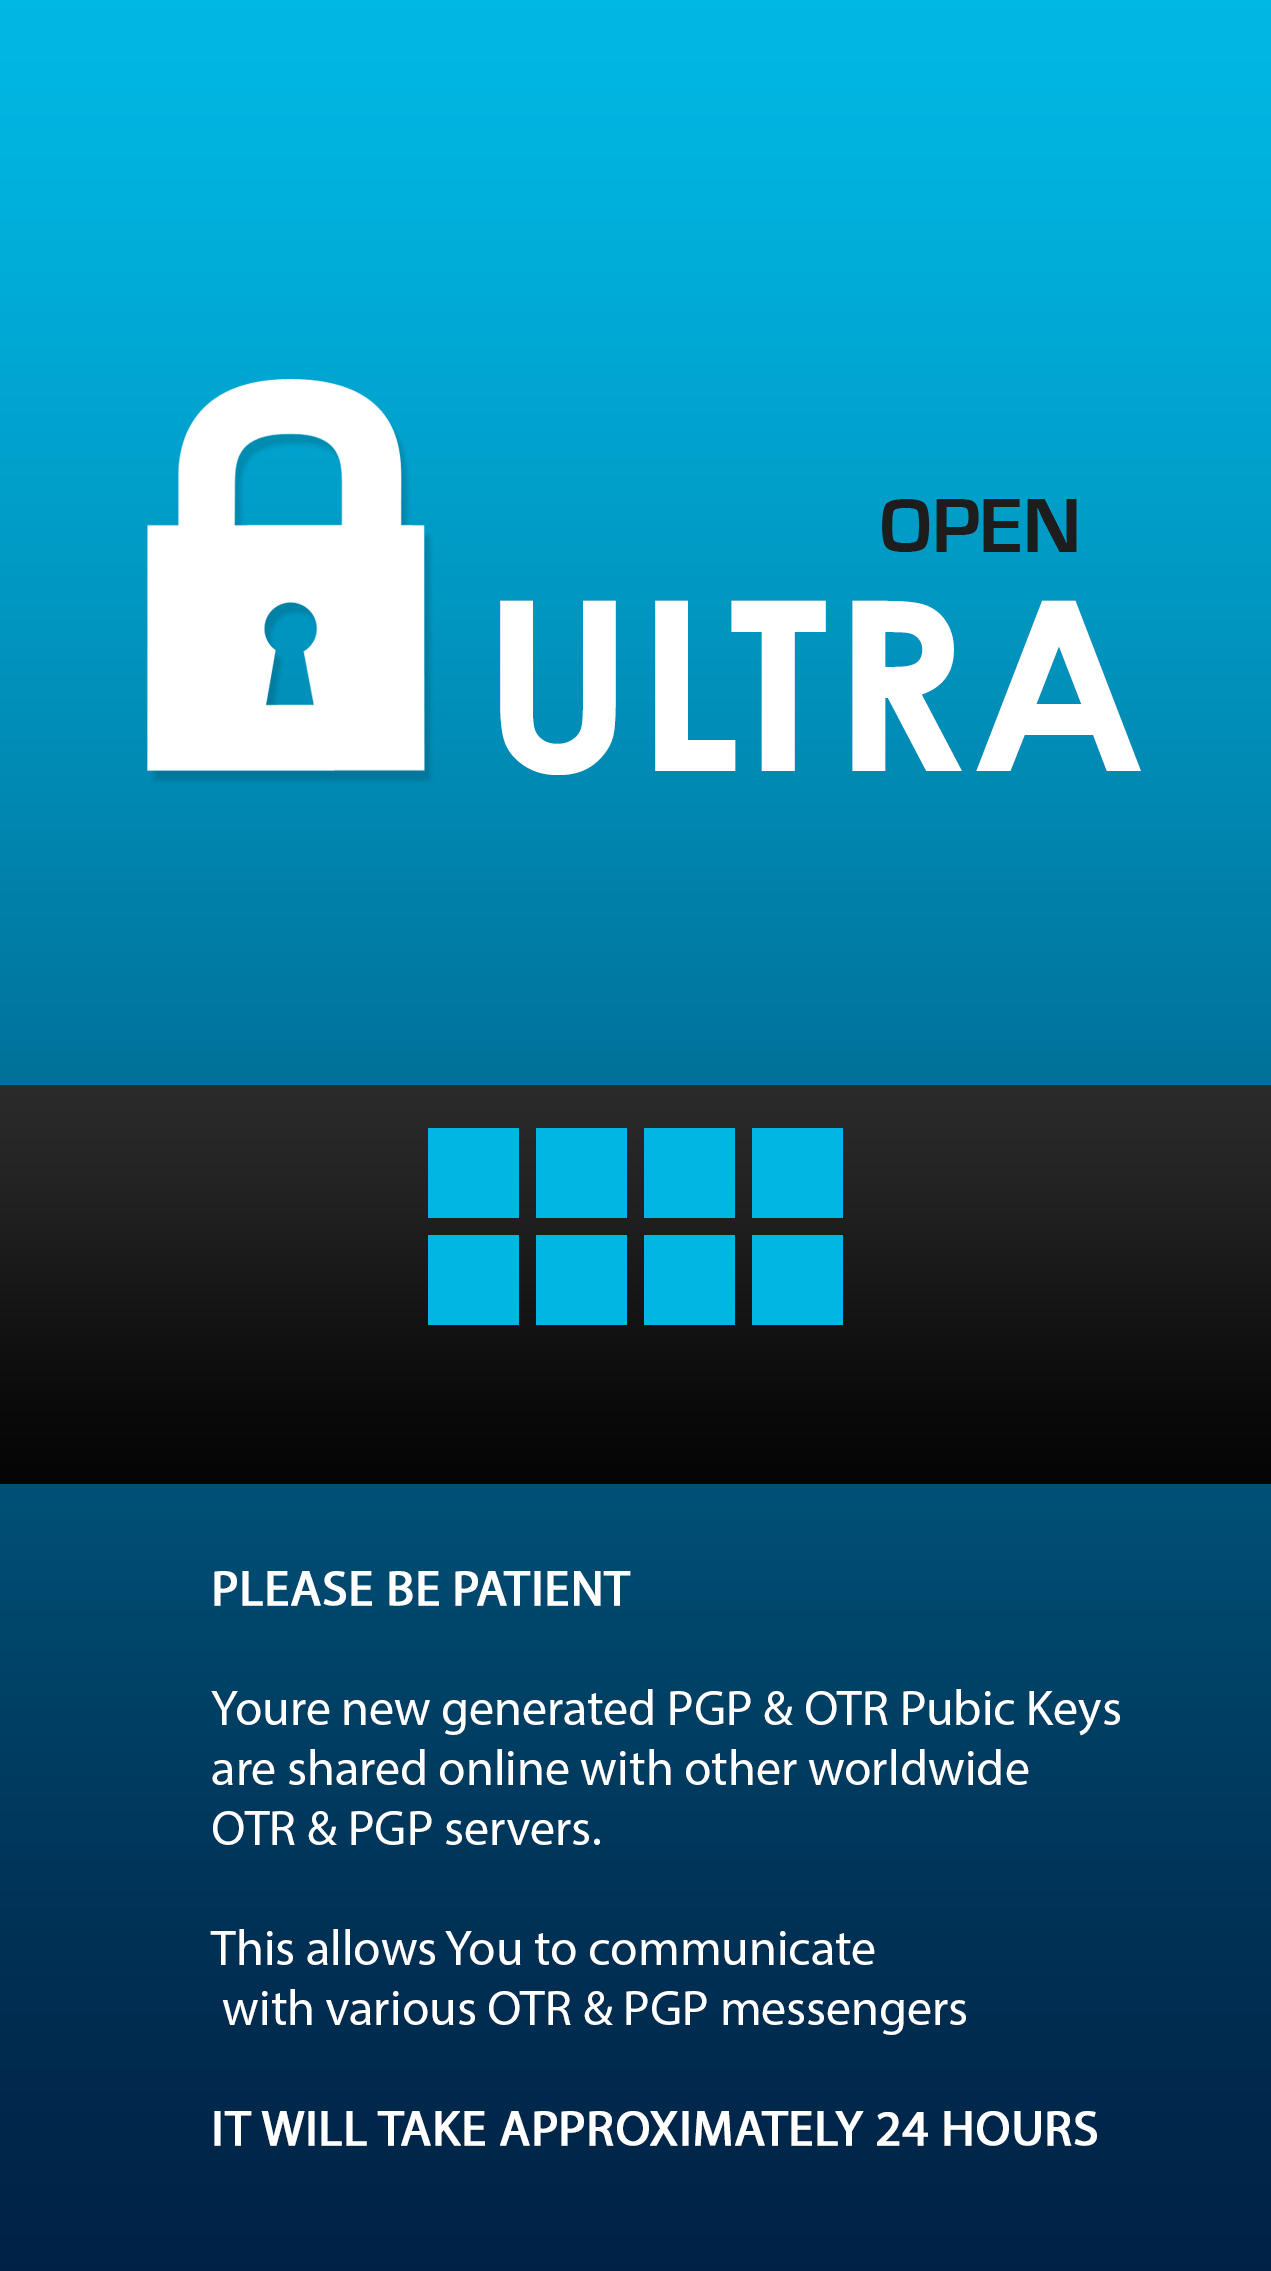 OPEN
ULTRA
PLEASE BE PATIENT
Youre new generated PGP & OTR Pubic Keys
are shared online with other worldwide
OTR & PGP servers.
This allows You to communicate
with various OTR & PGP messengers
IT WILL TAKE APPROXIMATELY 24 HOURS